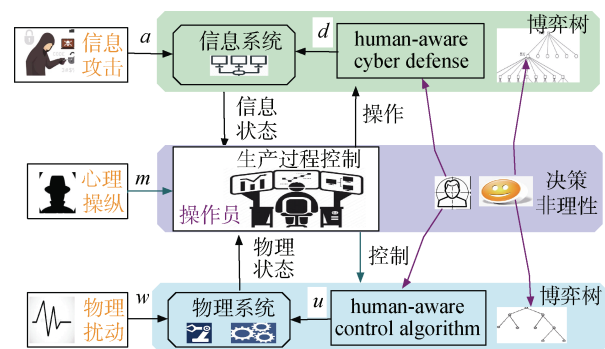 信息
攻击
a
信息系统
d
human-aware
cyber defense
博弈树
信息
状态
操作
心理
操纵
m
生产过程控制
操作员
决策
非理性
物理
状态
控制
物理
扰动
w
物理系统
u
human-aware
control algorithm
博弈树